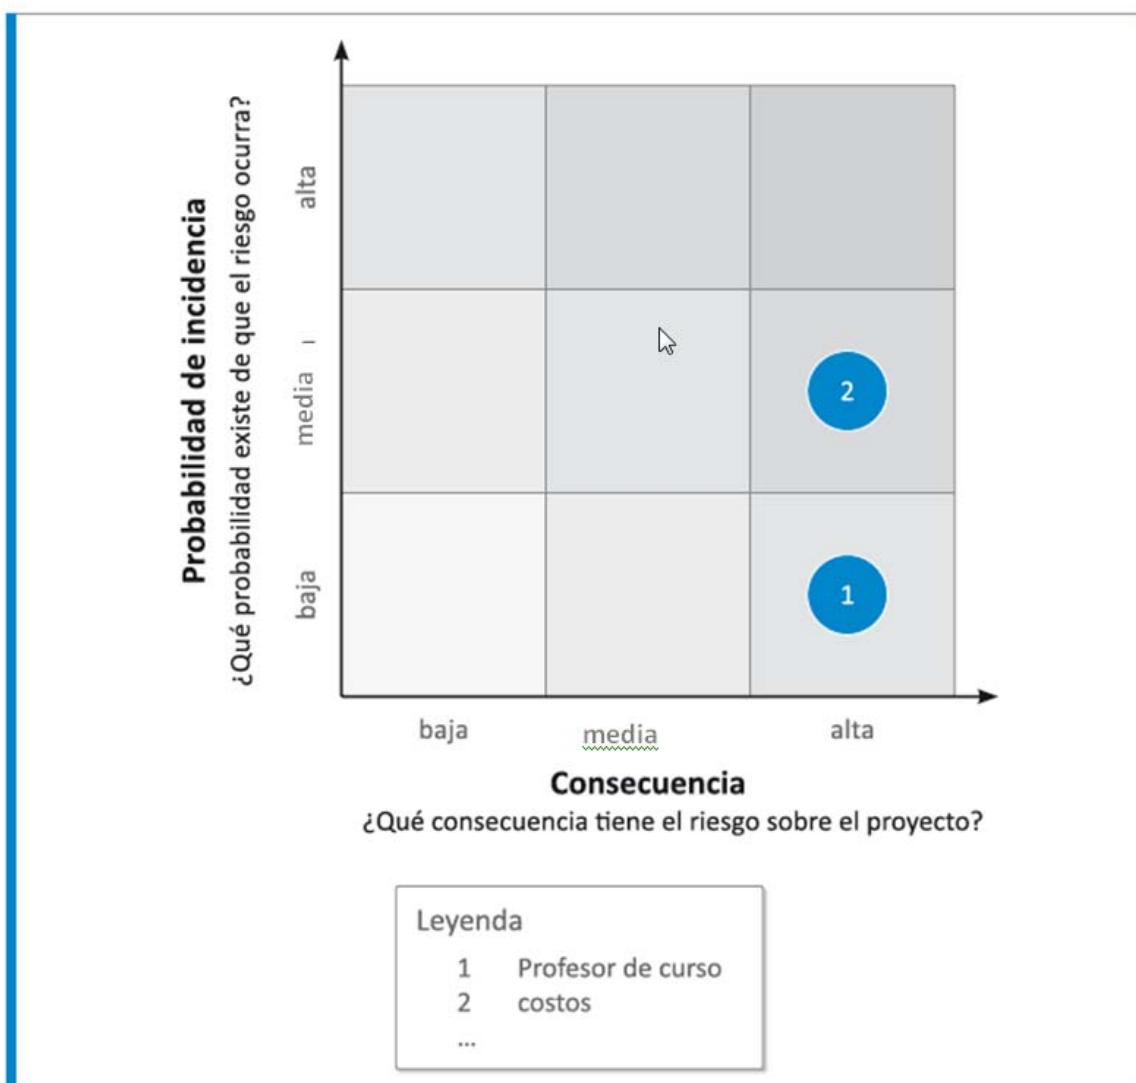 Probabilidad de incidencia
¿Qué probabilidad existe de que el riesgo ocurra?
alta
media
baja
2
1
baja
media
alta
Consecuencia
¿Qué consecuencia tiene el riesgo sobre el proyecto?
Leyenda
1 Profesor de curso
2 costos
...